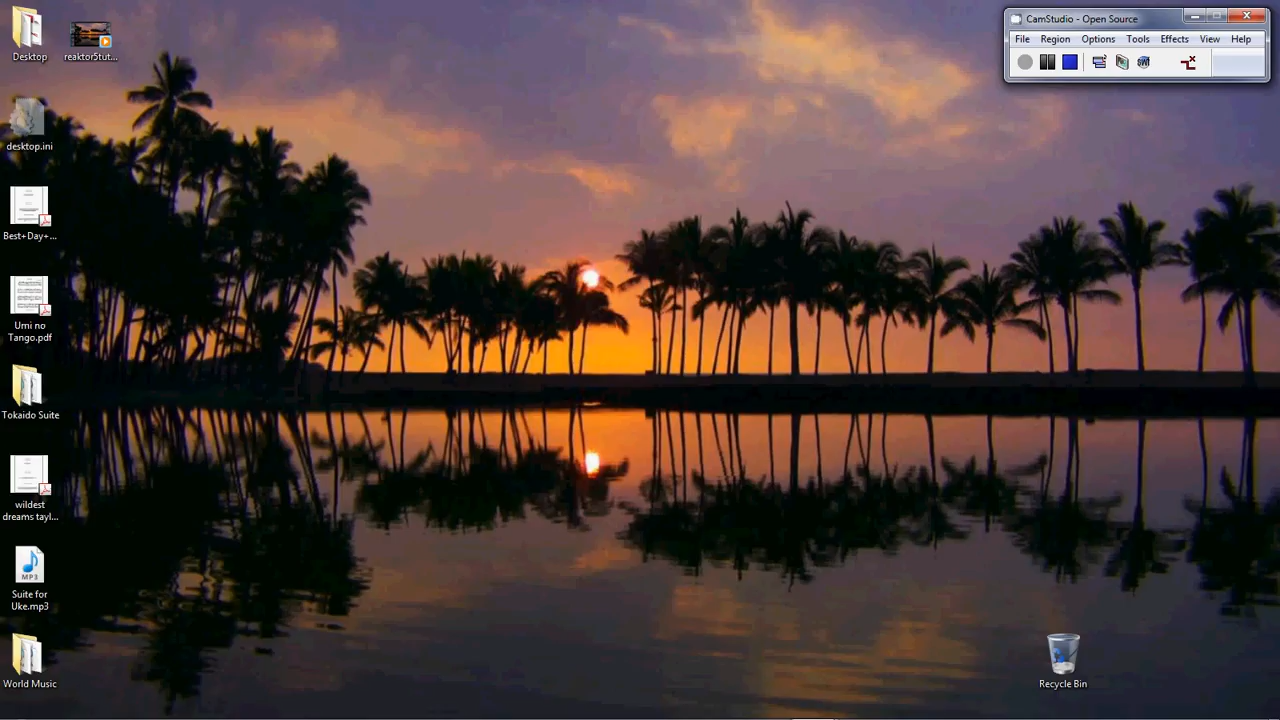 Desktop
reaktor5tut...
desktop.ini
Best+Day+...
Umi no
Tango.pdf
Tokaido Suite
wildest
dreams tayl...
MP3
Suite for
Uke.mp3
World Music
CamStudio - Open Source
File Region Options Tools Effects View Help
SWF
Recycle Bin